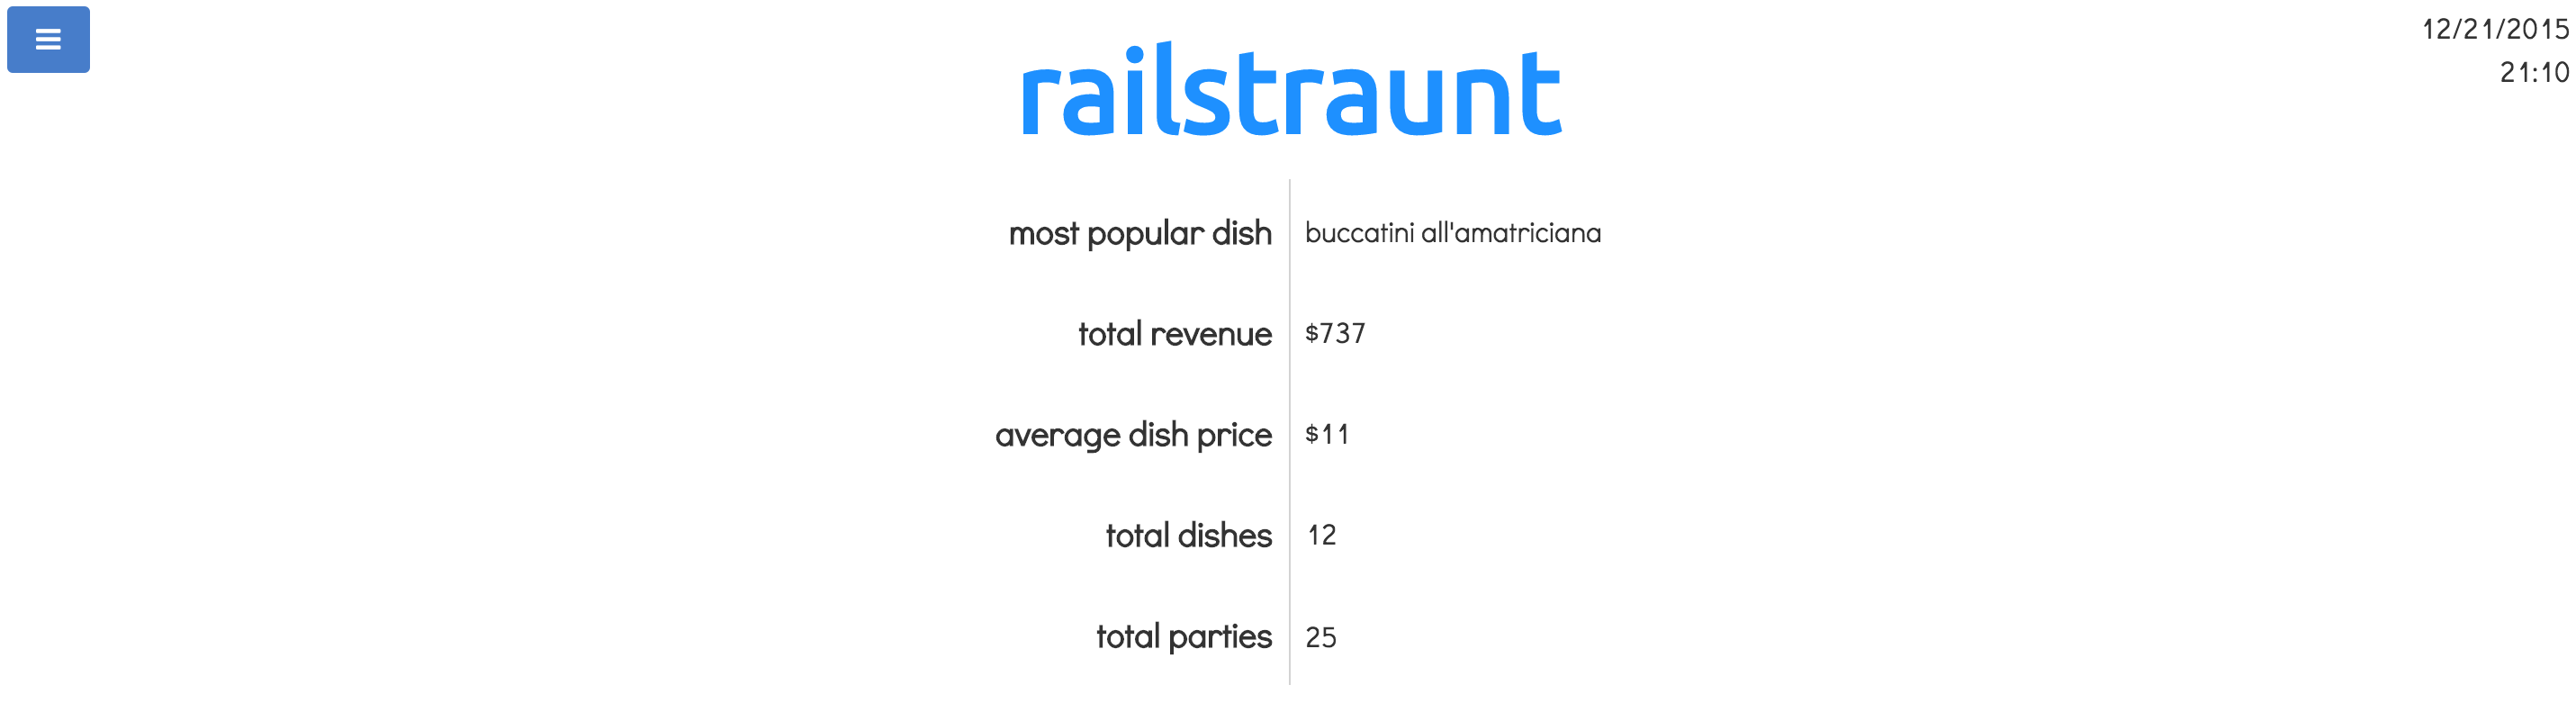 12/21/2015
21:10
railstraunt
most popular dish buccatini all'amatriciana
total revenue $737
average dish price $11
total dishes 12
total parties 25